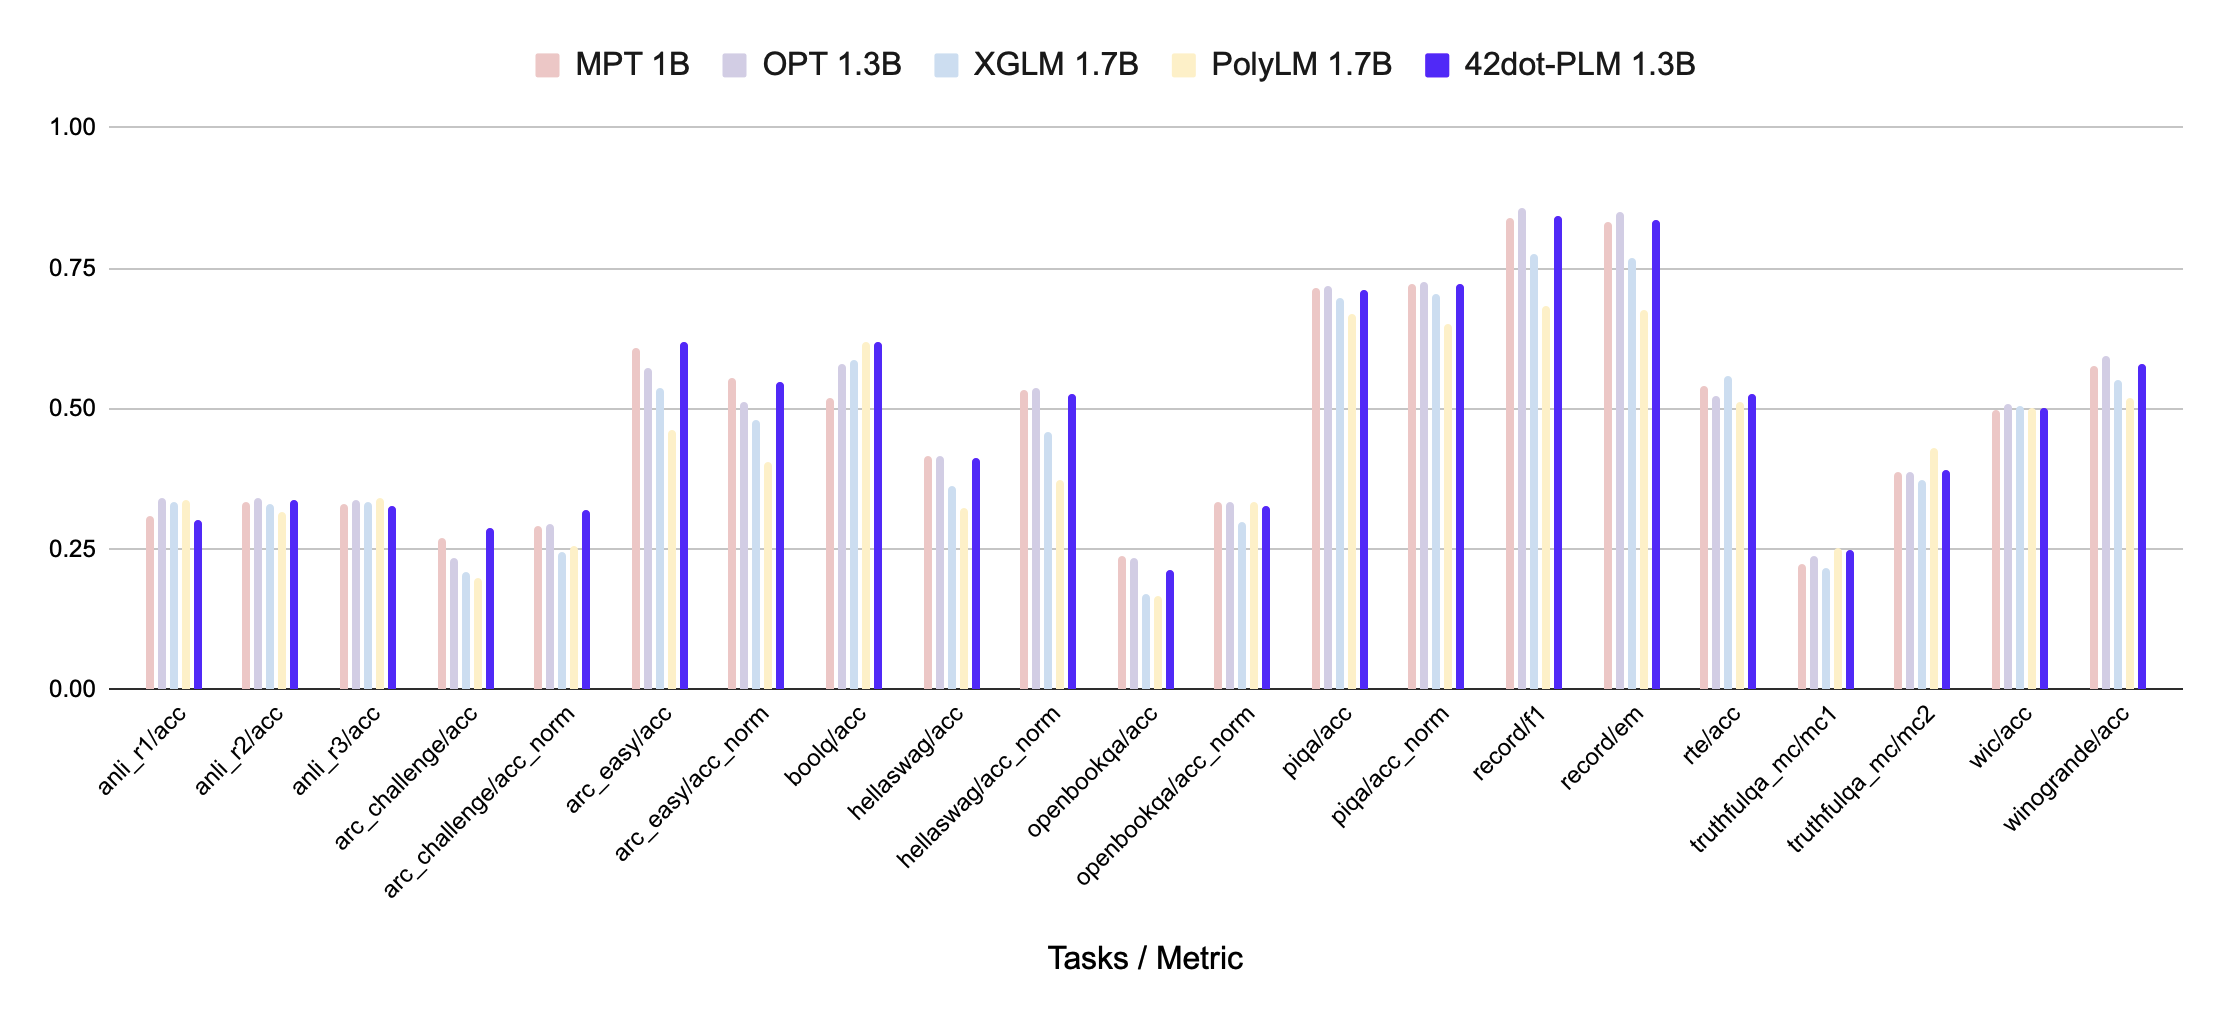 MPT 1B OPT 1.3B XGLM 1.7B PolyLM 1.7B 42dot-PLM 1.3B
1.00
0.75
0.50
0.25
0.00
anli_r1/acc
anli_r2/acc
anli_r3/acc
arc_challenge/acc
arc_challenge/acc_norm
arc_easy/acc
arc_easy/acc_norm
boolq/acc
hellaswag/acc
hellaswag/acc_norm
openbookqa/acc
openbookqa/acc_norm
piqa/acc
piqa/acc_norm
record/f1
record/em
rte/acc
truthfulqa_mc/mc1
truthfulqa_mc/mc2
wic/acc
winogrande/acc
Tasks / Metric